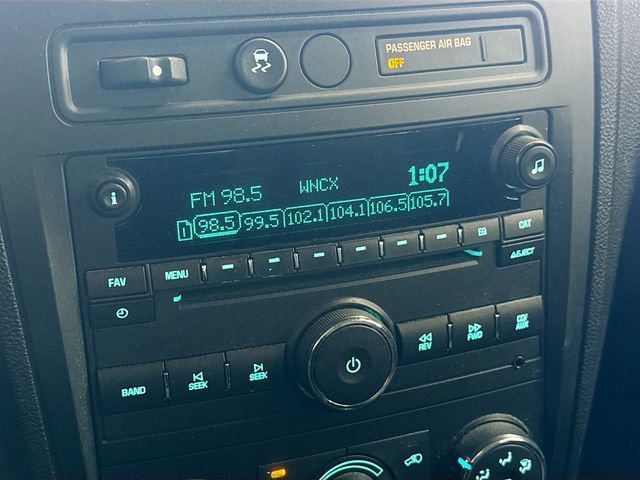 PASSENGER AIR BAG
OFF
FM 98.5 WNCX 1:07
1 98.5 99.5 102.1 104.1 106.5 105.7
i
FAV MENU EQ CAT
EJECT
BAND SEEK SEEK REV FWD CD/AUX